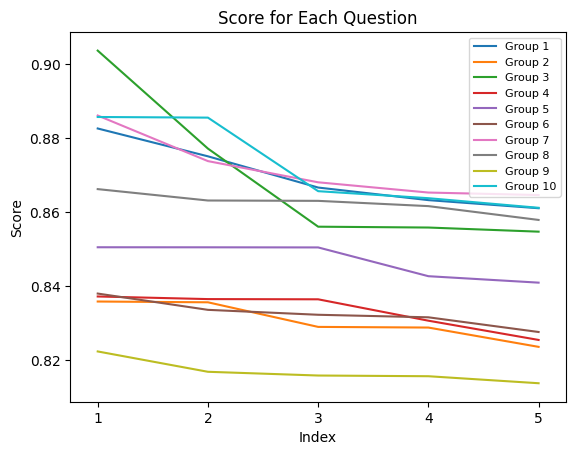 Score for Each Question
Score
0.90
0.88
0.86
0.84
0.82
Group 1
Group 2
Group 3
Group 4
Group 5
Group 6
Group 7
Group 8
Group 9
Group 10
1 2 3 4 5
Index